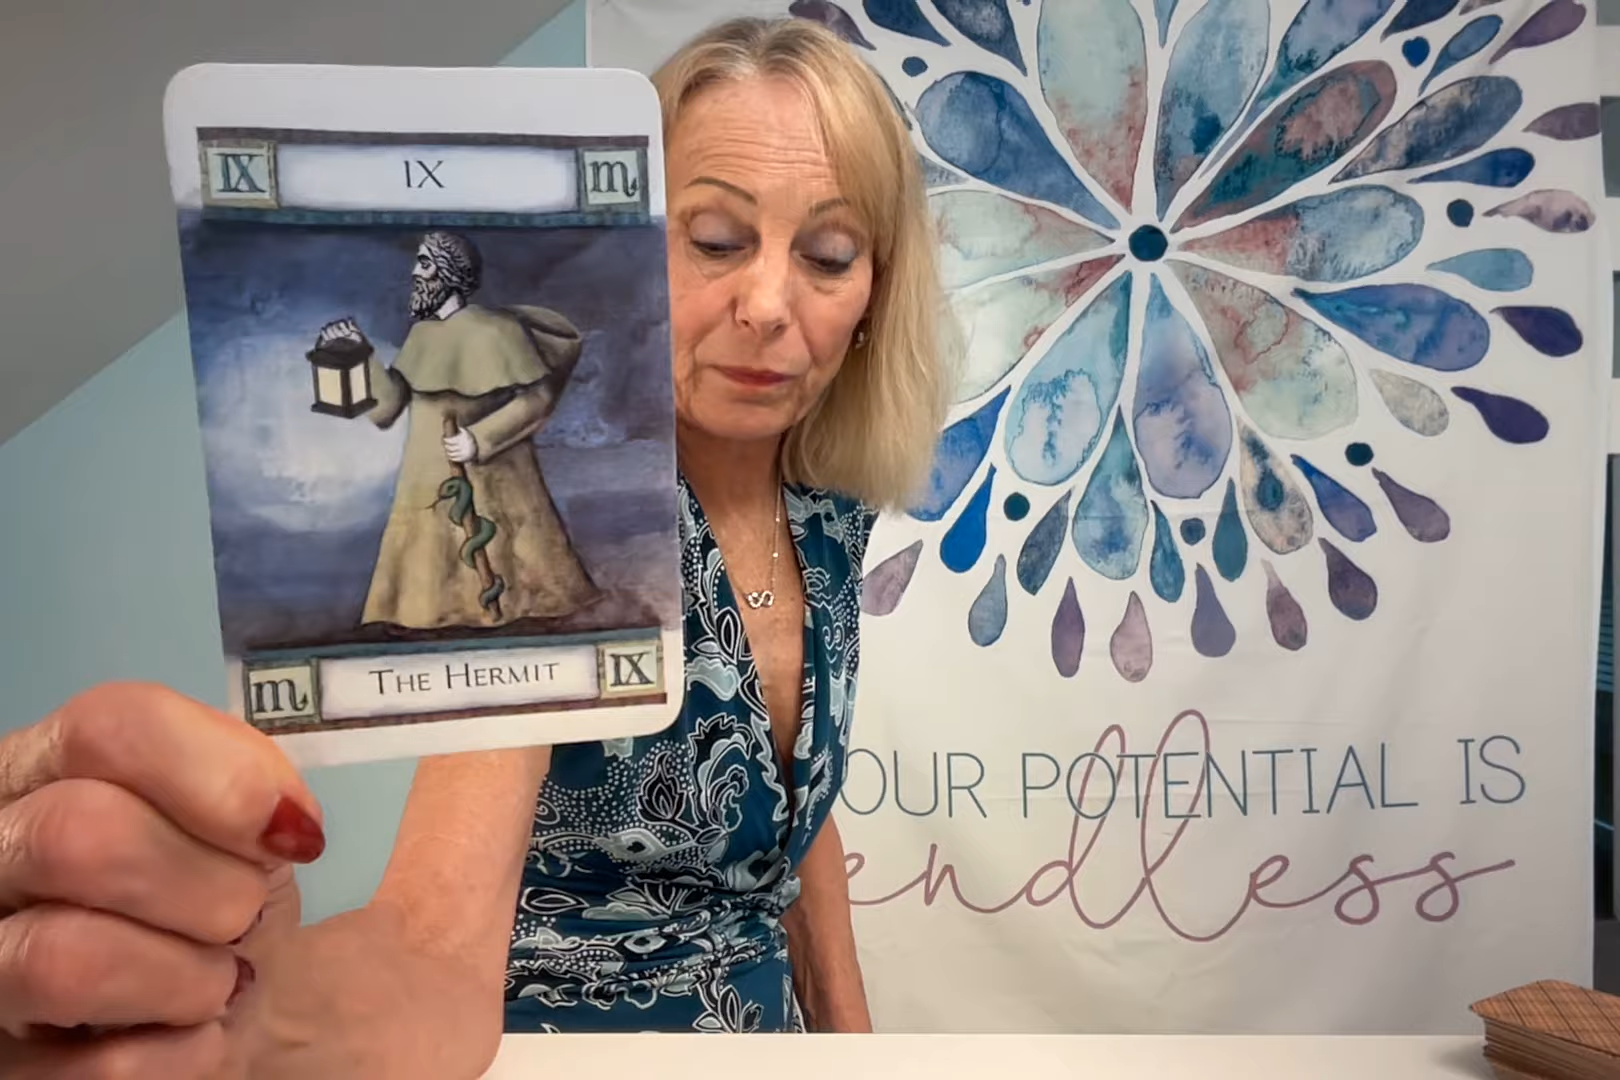 IX IX ♍
THE HERMIT
♍ IX
OUR POTENTIAL IS
endless